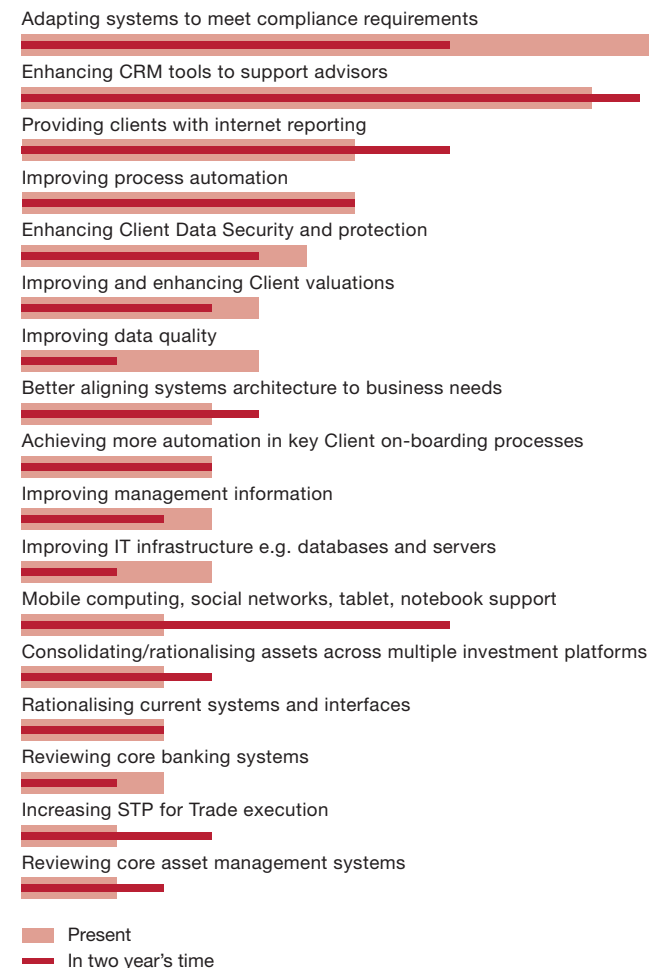 Adapting systems to meet compliance requirements
Enhancing CRM tools to support advisors
Providing clients with internet reporting
Improving process automation
Enhancing Client Data Security and protection
Improving and enhancing Client valuations
Improving data quality
Better aligning systems architecture to business needs
Achieving more automation in key Client on-boarding processes
Improving management information
Improving IT infrastructure e.g. databases and servers
Mobile computing, social networks, tablet, notebook support
Consolidating/rationalising assets across multiple investment platforms
Rationalising current systems and interfaces
Reviewing core banking systems
Increasing STP for Trade execution
Reviewing core asset management systems
Present
In two year's time